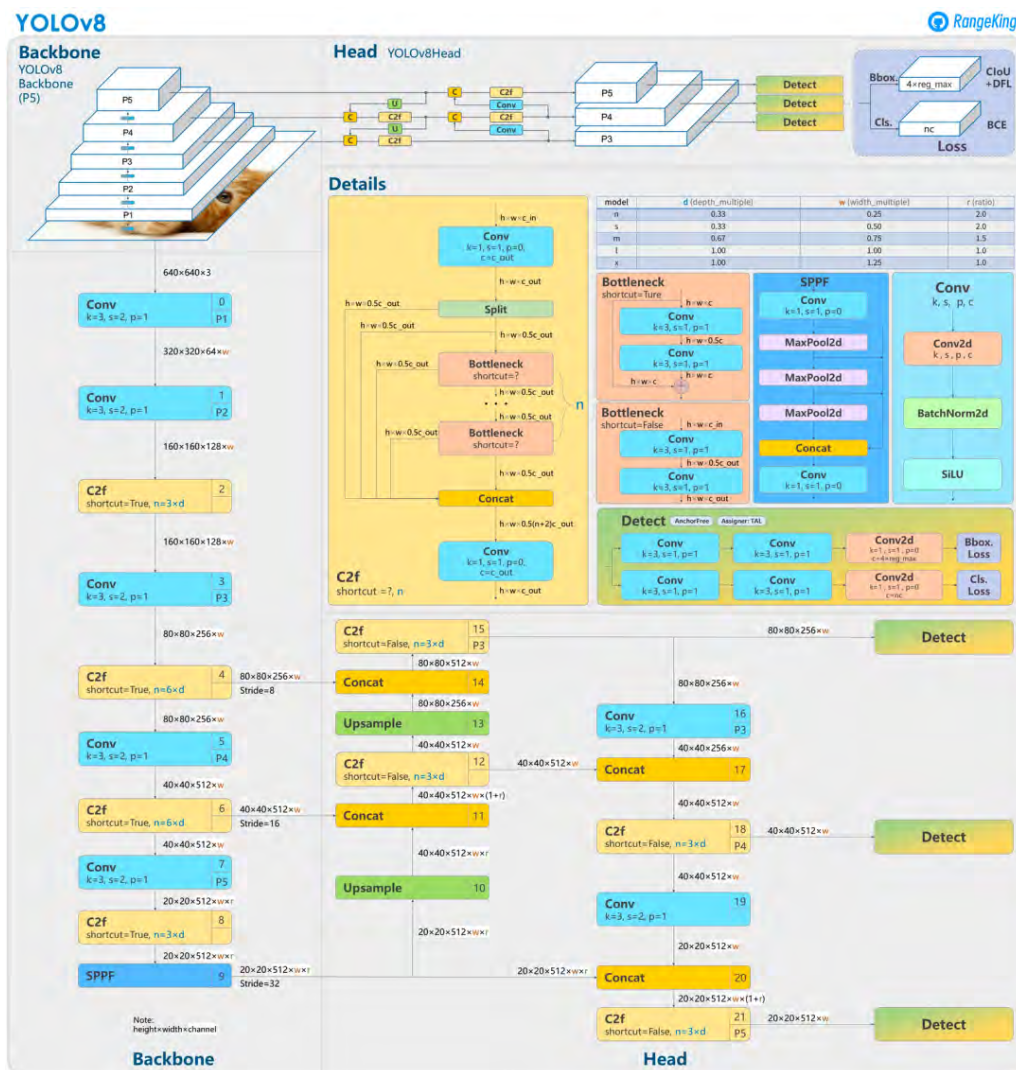 YOLOv8
RangeKing
Backbone
YOLOv8
Backbone
(P5)
P5
P4
P3
P2
P1
Head YOLOv8Head
C
C2f
U
Conv
C
C2f
C
C2f
U
Conv
C
C2f
P5
P4
P3
Detect
Detect
Detect
Bbox.
4×reg_max
CIoU
+DFL
Cls.
nc
BCE
Loss
Details
h=w=c_in
Conv
k=1, s=1, p=0,
c=c_out
h=w=c_out
h=w=0.5c_out
Split
h=w=0.5c_out
h=w=0.5c_out
h=w=0.5c_out
Bottleneck
shortcut=?
h=w=0.5c_out
. . .
n
h=w=0.5c_out
h=w=0.5c_out
Bottleneck
shortcut=?
h=w=0.5c_out
Concat
h=w=0.5(n+2)c_out
Conv
k=1, s=1, p=0,
c=c_out
C2f
shortcut =?, n
h=w=c_out
model d (depth_multiple) w (width_multiple) r (ratio)
n 0.33 0.25 2.0
s 0.33 0.50 2.0
m 0.67 0.75 1.5
l 1.00 1.00 1.0
x 1.00 1.25 1.0
Bottleneck
shortcut=Ture
h=w=c
Conv
k=3, s=1, p=1
h=w=0.5c
Conv
k=3, s=1, p=1
h=w=c
h=w=c
+
Bottleneck
shortcut=False
h=w=c_in
Conv
k=3, s=1, p=1
h=w=0.5c_out
Conv
k=3, s=1, p=1
h=w=c_out
SPPF
Conv
k=1, s=1, p=0
MaxPool2d
MaxPool2d
MaxPool2d
Concat
Conv
k=1, s=1, p=0
Conv
k, s, p, c
Conv2d
k, s, p, c
BatchNorm2d
SiLU
Detect AnchorFree Assigner: TAL
Conv
k=3, s=1, p=1
Conv
k=3, s=1, p=1
Conv2d
k=1, s=1, p=0
c=4×reg_max
Bbox.
Loss
Conv
k=3, s=1, p=1
Conv
k=3, s=1, p=1
Conv2d
k=1, s=1, p=0
c=nc
Cls.
Loss
640×640×3
Conv 0
k=3, s=2, p=1 P1
320×320×64×w
Conv 1
k=3, s=2, p=1 P2
160×160×128×w
C2f 2
shortcut=True, n=3×d
160×160×128×w
Conv 3
k=3, s=2, p=1 P3
80×80×256×w
C2f 4
shortcut=True, n=6×d
80×80×256×w
Stride=8
80×80×256×w
Conv 5
k=3, s=2, p=1 P4
40×40×512×w
C2f 6
shortcut=True, n=6×d
40×40×512×w
Stride=16
40×40×512×w
Conv 7
k=3, s=2, p=1 P5
20×20×512×w×r
C2f 8
shortcut=True, n=3×d
20×20×512×w×r
SPPF 9
20×20×512×w×r
Stride=32
Note:
height×width×channel
Backbone
C2f 15
shortcut=False, n=3×d P3
80×80×512×w
Concat 14
80×80×256×w
Upsample 13
40×40×512×w
C2f 12
shortcut=False, n=3×d
40×40×512×w
40×40×512×w×(1+r)
Concat 11
40×40×512×w×r
Upsample 10
20×20×512×w×r
80×80×256×w
Detect
80×80×256×w
Conv 16
k=3, s=2, p=1 P3
40×40×256×w
Concat 17
40×40×512×w
C2f 18
shortcut=False, n=3×d P4
40×40×512×w
Detect
40×40×512×w
Conv 19
k=3, s=2, p=1
20×20×512×w
20×20×512×w×r
Concat 20
20×20×512×w×(1+r)
C2f 21
shortcut=False, n=3×d P5
20×20×512×w
Detect
Head